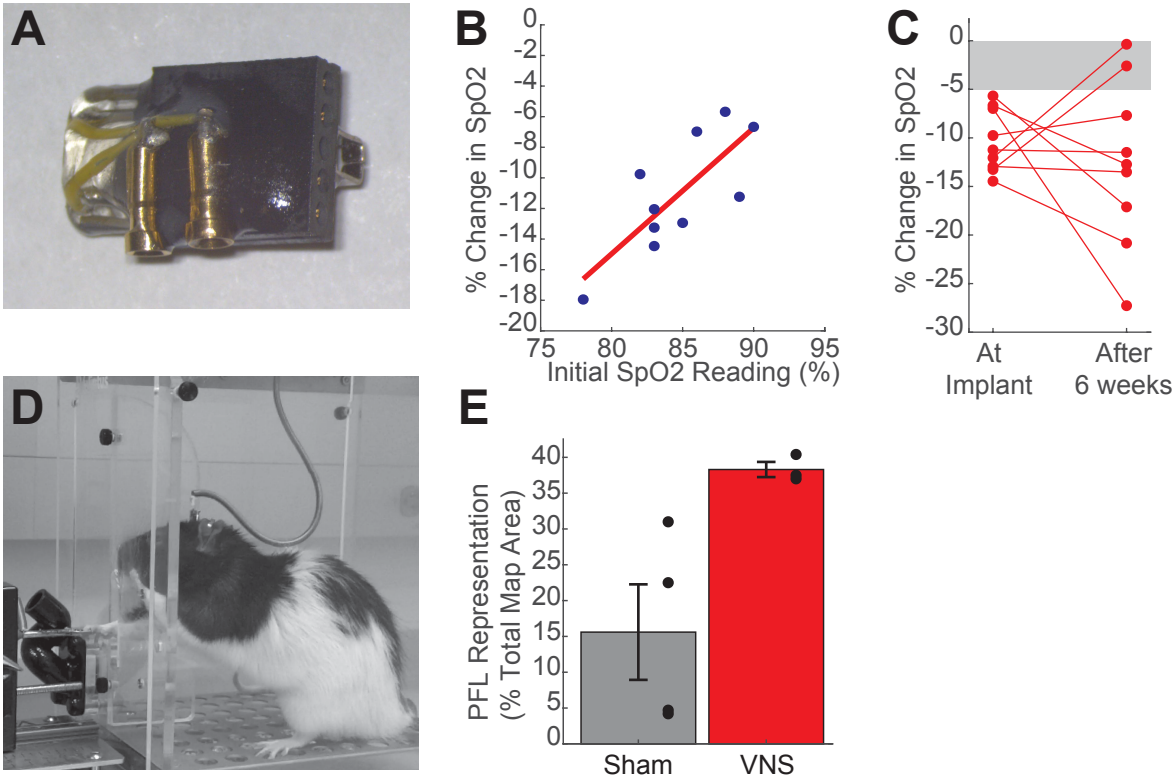 A
B
% Change in SpO2
0
-2
-4
-6
-8
-10
-12
-14
-16
-18
-20
75
80
85
90
95
Initial SpO2 Reading (%)
C
% Change in SpO2
0
-5
-10
-15
-20
-25
-30
At
Implant
After
6 weeks
D
E
PFL Representation
(% Total Map Area)
40
35
30
25
20
15
10
5
0
Sham
VNS